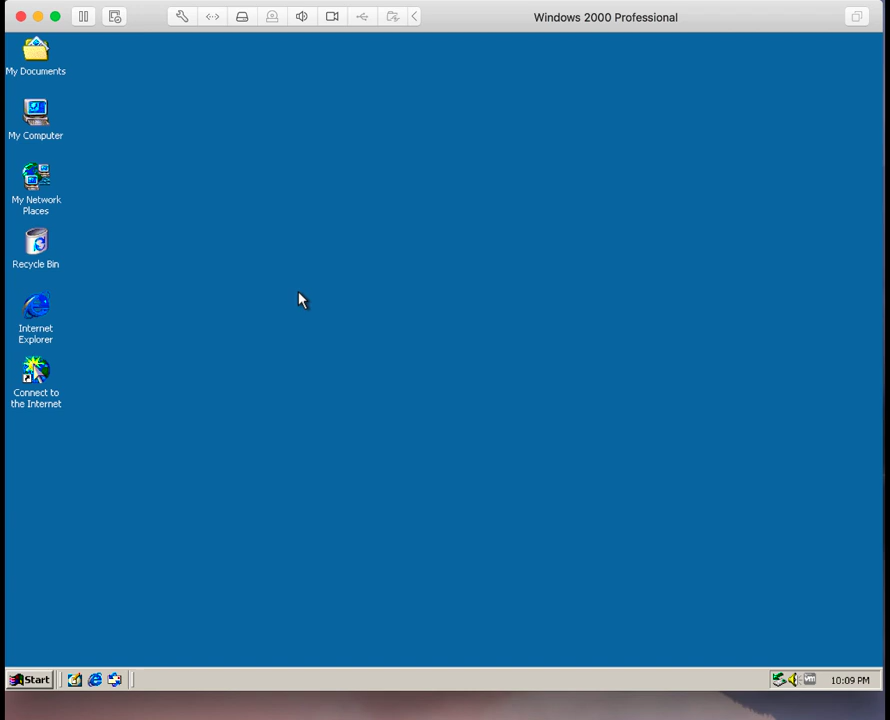 Windows 2000 Professional
My Documents
My Computer
My Network
Places
Recycle Bin
Internet
Explorer
Connect to
the Internet
Start
vm
10:09 PM